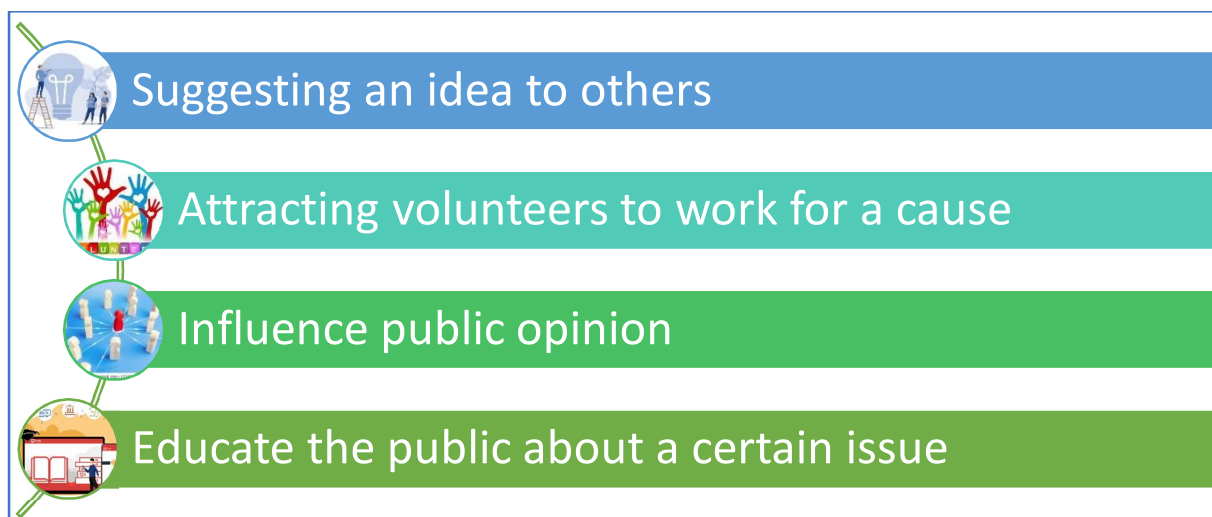 Suggesting an idea to others
Attracting volunteers to work for a cause
LUNTE
Influence public opinion
Educate the public about a certain issue